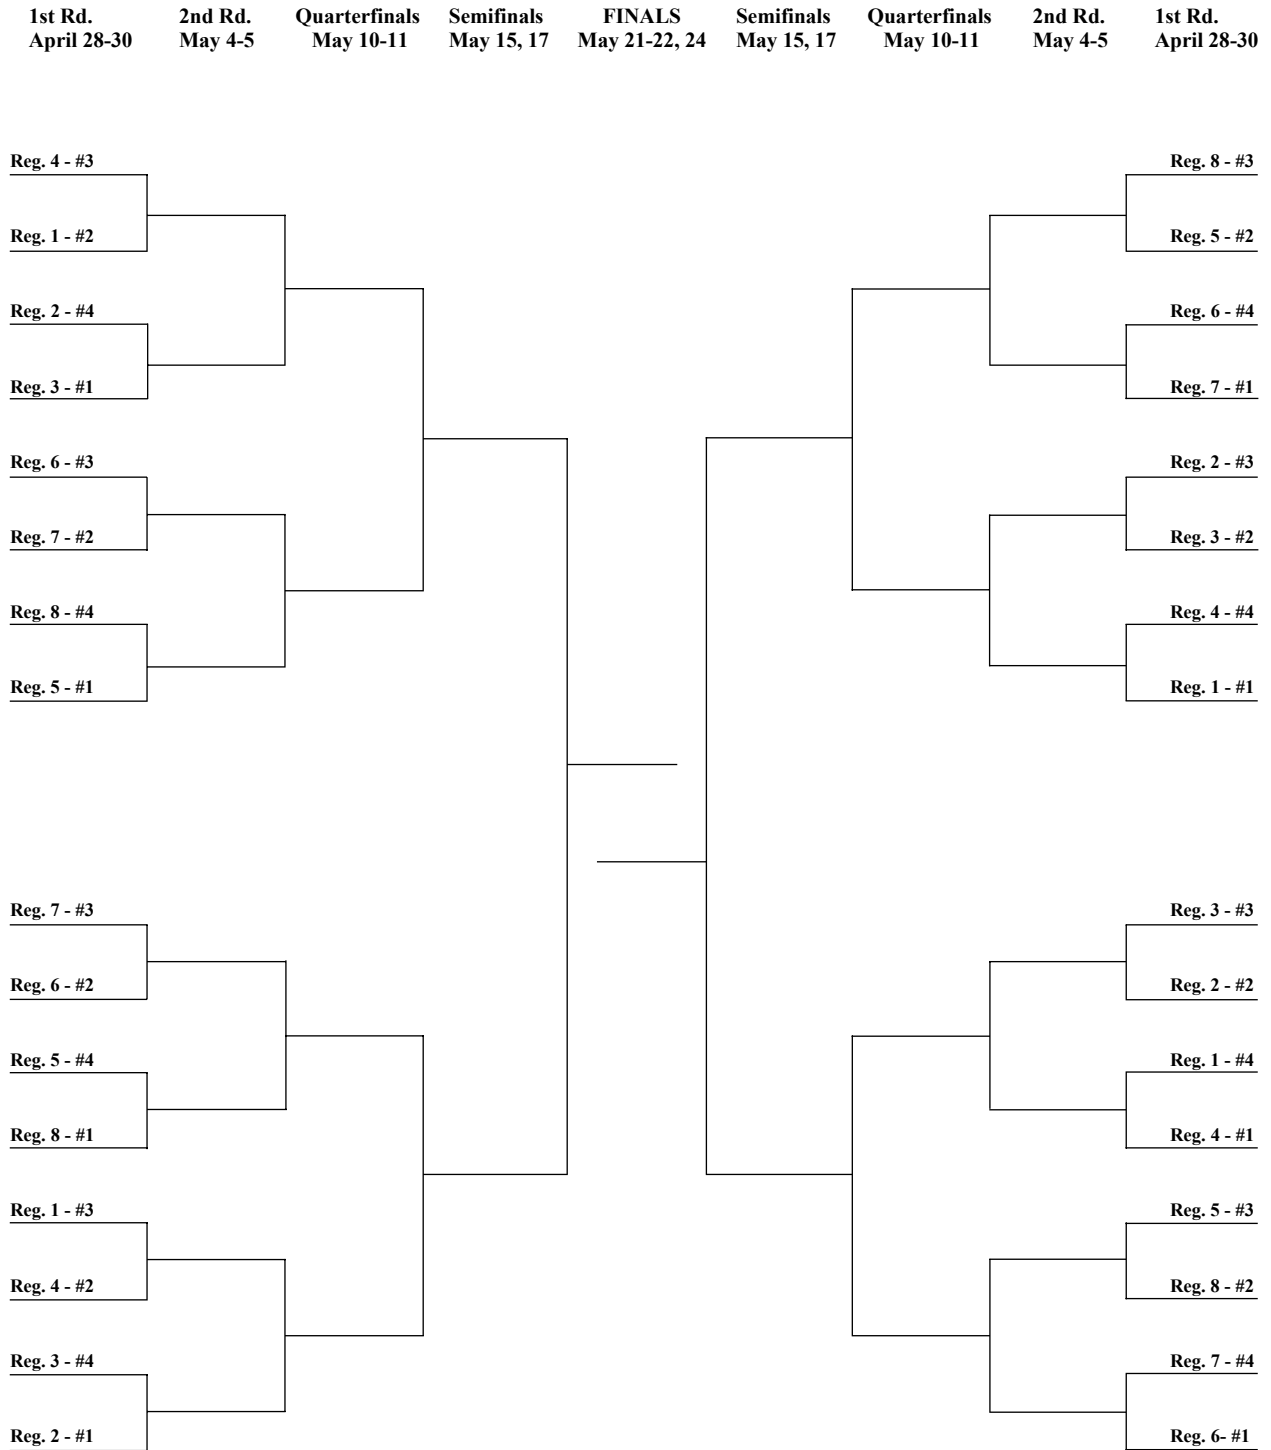 1st Rd. 2nd Rd. Quarterfinals Semifinals FINALS Semifinals Quarterfinals 2nd Rd. 1st Rd.
April 28-30 May 4-5 May 10-11 May 15, 17 May 21-22, 24 May 15, 17 May 10-11 May 4-5 April 28-30
Reg. 4 - #3 Reg. 8 - #3
Reg. 1 - #2 Reg. 5 - #2
Reg. 2 - #4 Reg. 6 - #4
Reg. 3 - #1 Reg. 7 - #1
Reg. 6 - #3 Reg. 2 - #3
Reg. 7 - #2 Reg. 3 - #2
Reg. 8 - #4 Reg. 4 - #4
Reg. 5 - #1 Reg. 1 - #1
Reg. 7 - #3 Reg. 3 - #3
Reg. 6 - #2 Reg. 2 - #2
Reg. 5 - #4 Reg. 1 - #4
Reg. 8 - #1 Reg. 4 - #1
Reg. 1 - #3 Reg. 5 - #3
Reg. 4 - #2 Reg. 8 - #2
Reg. 3 - #4 Reg. 7 - #4
Reg. 2 - #1 Reg. 6- #1